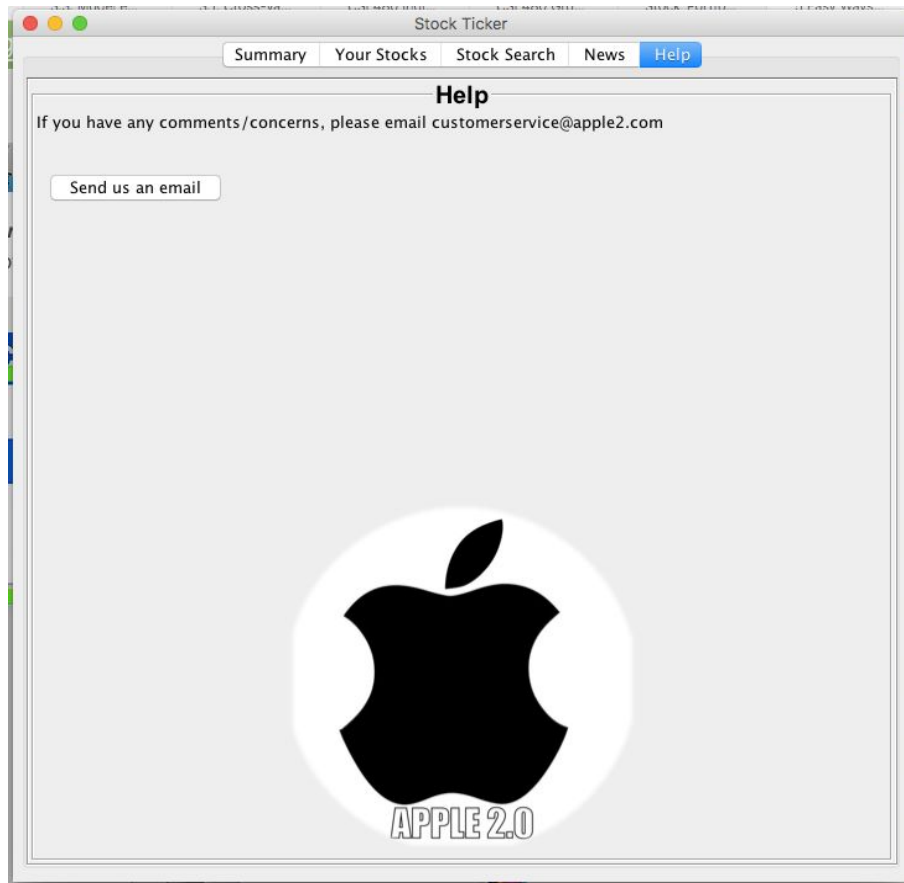 Stock Ticker
Summary Your Stocks Stock Search News Help
Help
If you have any comments/concerns, please email customerservice@apple2.com
Send us an email
APPLE 2.0